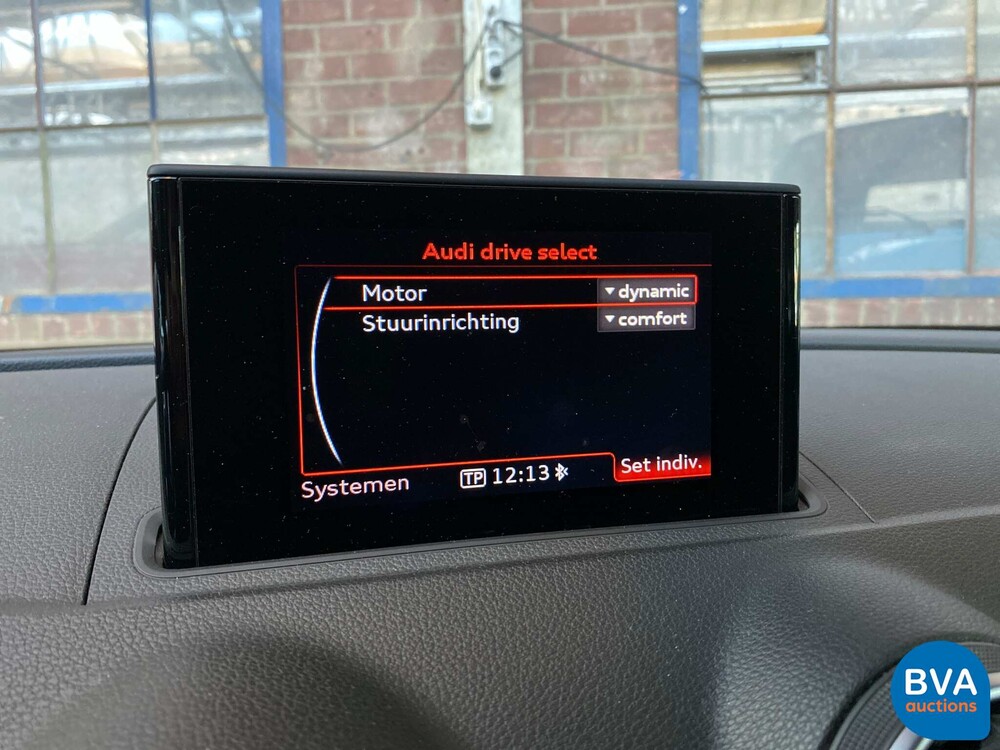 Audi drive select
Motor ▼ dynamic
Stuurinrichting ▼ comfort
Set indiv.
Systemen TP 12:13
BVA
auctions